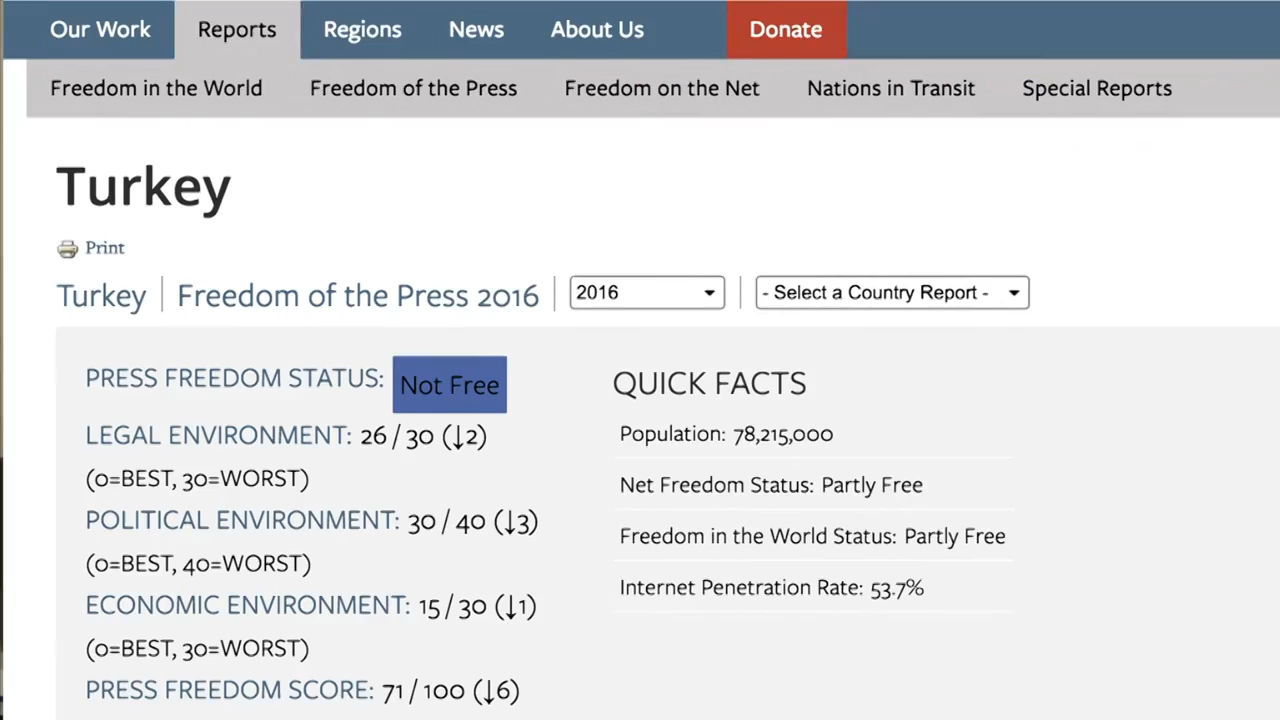 Our Work Reports Regions News About Us Donate
Freedom in the World Freedom of the Press Freedom on the Net Nations in Transit Special Reports
Turkey
Print
Turkey Freedom of the Press 2016 2016 - Select a Country Report -
PRESS FREEDOM STATUS: Not Free
LEGAL ENVIRONMENT: 26 / 30 (↓2)
(0=BEST, 30=WORST)
POLITICAL ENVIRONMENT: 30 / 40 (↓3)
(0=BEST, 40=WORST)
ECONOMIC ENVIRONMENT: 15 / 30 (↓1)
(0=BEST, 30=WORST)
PRESS FREEDOM SCORE: 71 / 100 (↓6)
QUICK FACTS
Population: 78,215,000
Net Freedom Status: Partly Free
Freedom in the World Status: Partly Free
Internet Penetration Rate: 53.7%